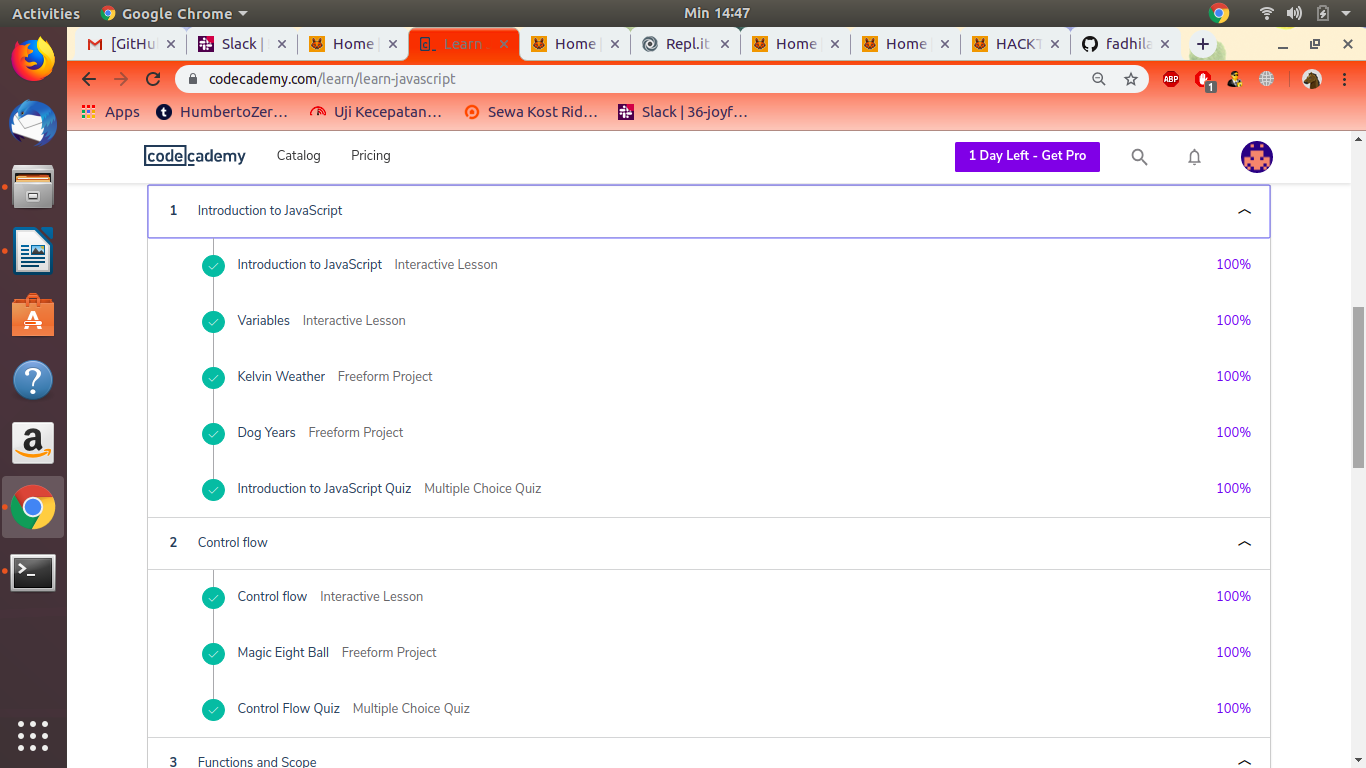 Activities Google Chrome Min 14:47
[GitHu Slack | Home Learn Home Repl.it Home Home HACKT fadhila
codecademy.com/learn/learn-javascript ABP 1
Apps HumbertoZer... Uji Kecepatan... Sewa Kost Rid... Slack | 36-joyf...
codecademy Catalog Pricing 1 Day Left - Get Pro
1 Introduction to JavaScript
Introduction to JavaScript Interactive Lesson 100%
Variables Interactive Lesson 100%
Kelvin Weather Freeform Project 100%
Dog Years Freeform Project 100%
Introduction to JavaScript Quiz Multiple Choice Quiz 100%
2 Control flow
Control flow Interactive Lesson 100%
Magic Eight Ball Freeform Project 100%
Control Flow Quiz Multiple Choice Quiz 100%
3 Functions and Scope